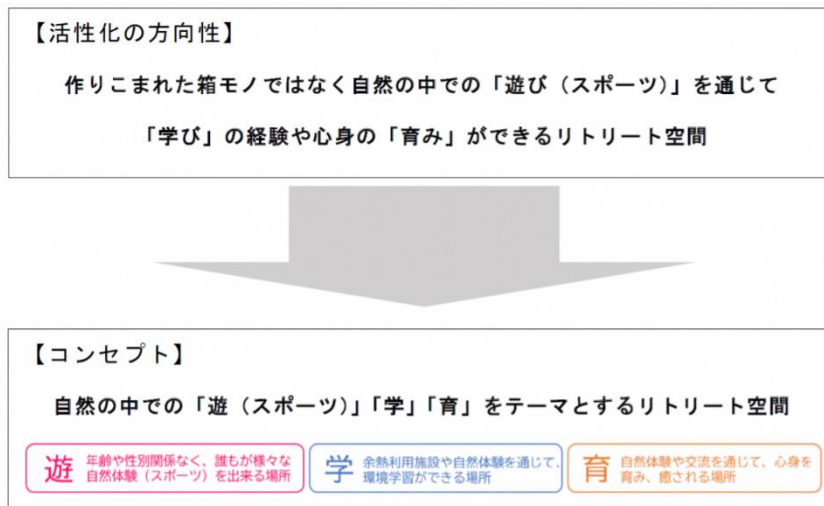 【活性化の方向性】
作りこまれた箱モノではなく自然の中での「遊び（スポーツ）」を通じて
「学び」の経験や心身の「育み」ができるリトリート空間
【コンセプト】
自然の中での「遊（スポーツ）」「学」「育」をテーマとするリトリート空間
遊
年齢や性別関係なく、誰もが様々な
自然体験（スポーツ）を出来る場所
学
余熱利用施設や自然体験を通じて、
環境学習ができる場所
育
自然体験や交流を通じて、心身を
育み、癒される場所